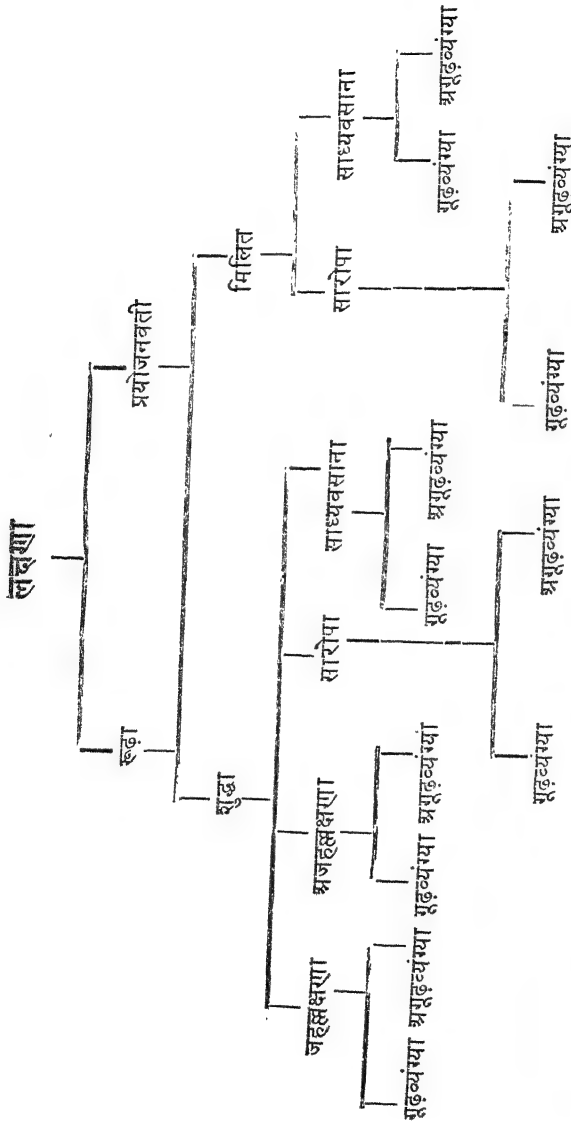 लक्षणा
रूढ़ा प्रयोजनवती
शुद्धा मिलित
जहल्लक्षणा अजहल्लक्षणा सारोपा साध्यवसाना सारोपा साध्यवसाना
गूढ़व्यंग्या अगूढ़व्यंग्या गूढ़व्यंग्या अगूढ़व्यंग्या गूढ़व्यंग्या अगूढ़व्यंग्या गूढ़व्यंग्या अगूढ़व्यंग्या
गूढ़व्यंग्या अगूढ़व्यंग्या गूढ़व्यंग्या अगूढ़व्यंग्या